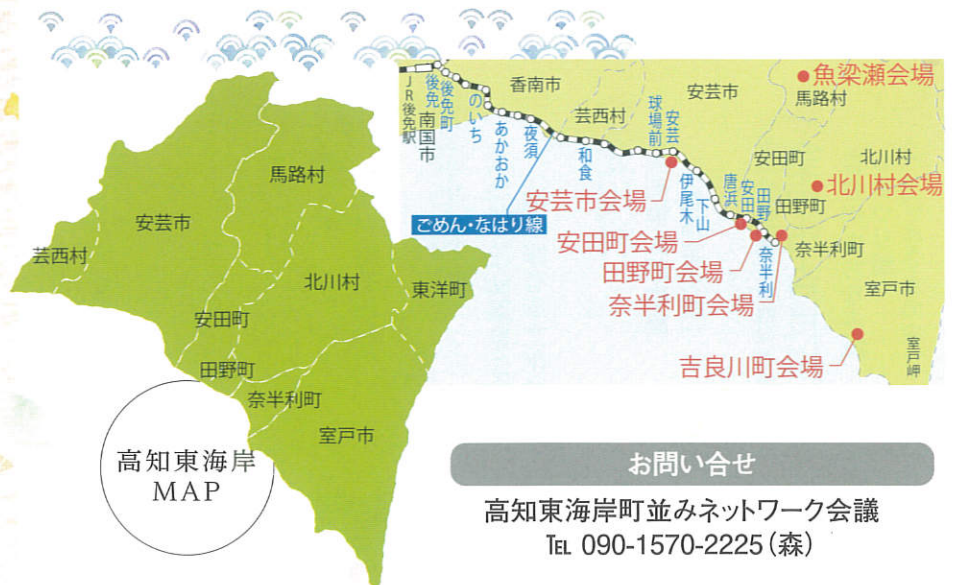 馬路村
安芸市
芸西村
北川村
東洋町
安田町
田野町
奈半利町
室戸市
高知東海岸
MAP
JR後免駅
後免
後免町
南国市
のいち
あかおか
香南市
夜須
芸西村
和食
球場前
安芸
安芸市
伊尾木
下山
唐浜
安田
田野
奈半利
安田町
田野町
馬路村
北川村
奈半利町
室戸市
室戸岬
ごめん・なはり線
魚梁瀬会場
北川村会場
安芸市会場
安田町会場
田野町会場
奈半利町会場
吉良川町会場
お問い合せ
高知東海岸町並みネットワーク会議
TEL 090-1570-2225(森)